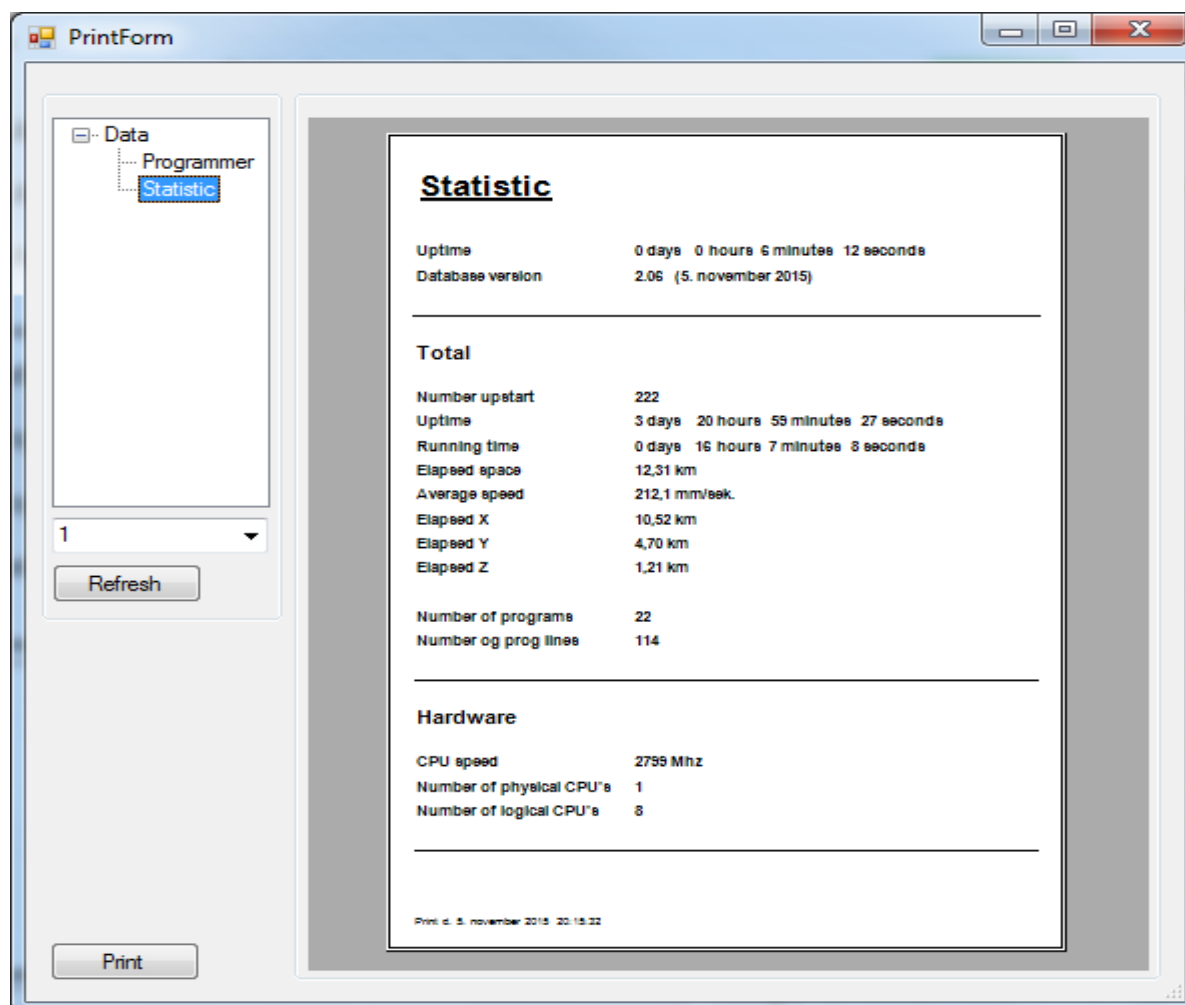 PrintForm
Data
Programmer
Statistic
1
Refresh
Print
Statistic
Uptime 0 days 0 hours 6 minutes 12 seconds
Database version 2.06 (5. november 2015)
Total
Number upstart 222
Uptime 3 days 20 hours 59 minutes 27 seconds
Running time 0 days 16 hours 7 minutes 8 seconds
Elapsed space 12,31 km
Average speed 212,1 mm/sek.
Elapsed X 10,52 km
Elapsed Y 4,70 km
Elapsed Z 1,21 km
Number of programs 22
Number og prog lines 114
Hardware
CPU speed 2799 Mhz
Number of physical CPU"s 1
Number of logical CPU"s 8
Print d. 5. november 2015